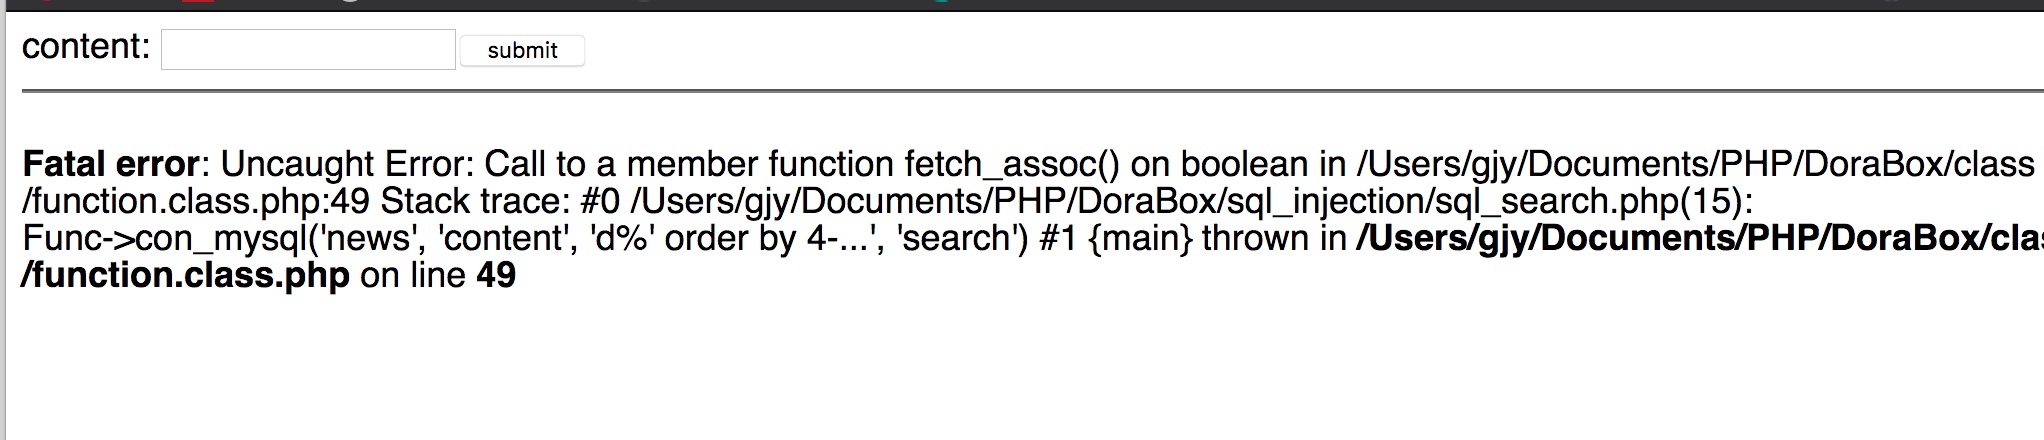 content: submit
Fatal error: Uncaught Error: Call to a member function fetch_assoc() on boolean in /Users/gjy/Documents/PHP/DoraBox/class
/function.class.php:49 Stack trace: #0 /Users/gjy/Documents/PHP/DoraBox/sql_injection/sql_search.php(15):
Func->con_mysql('news', 'content', 'd%' order by 4-...', 'search') #1 {main} thrown in /Users/gjy/Documents/PHP/DoraBox/clas
/function.class.php on line 49